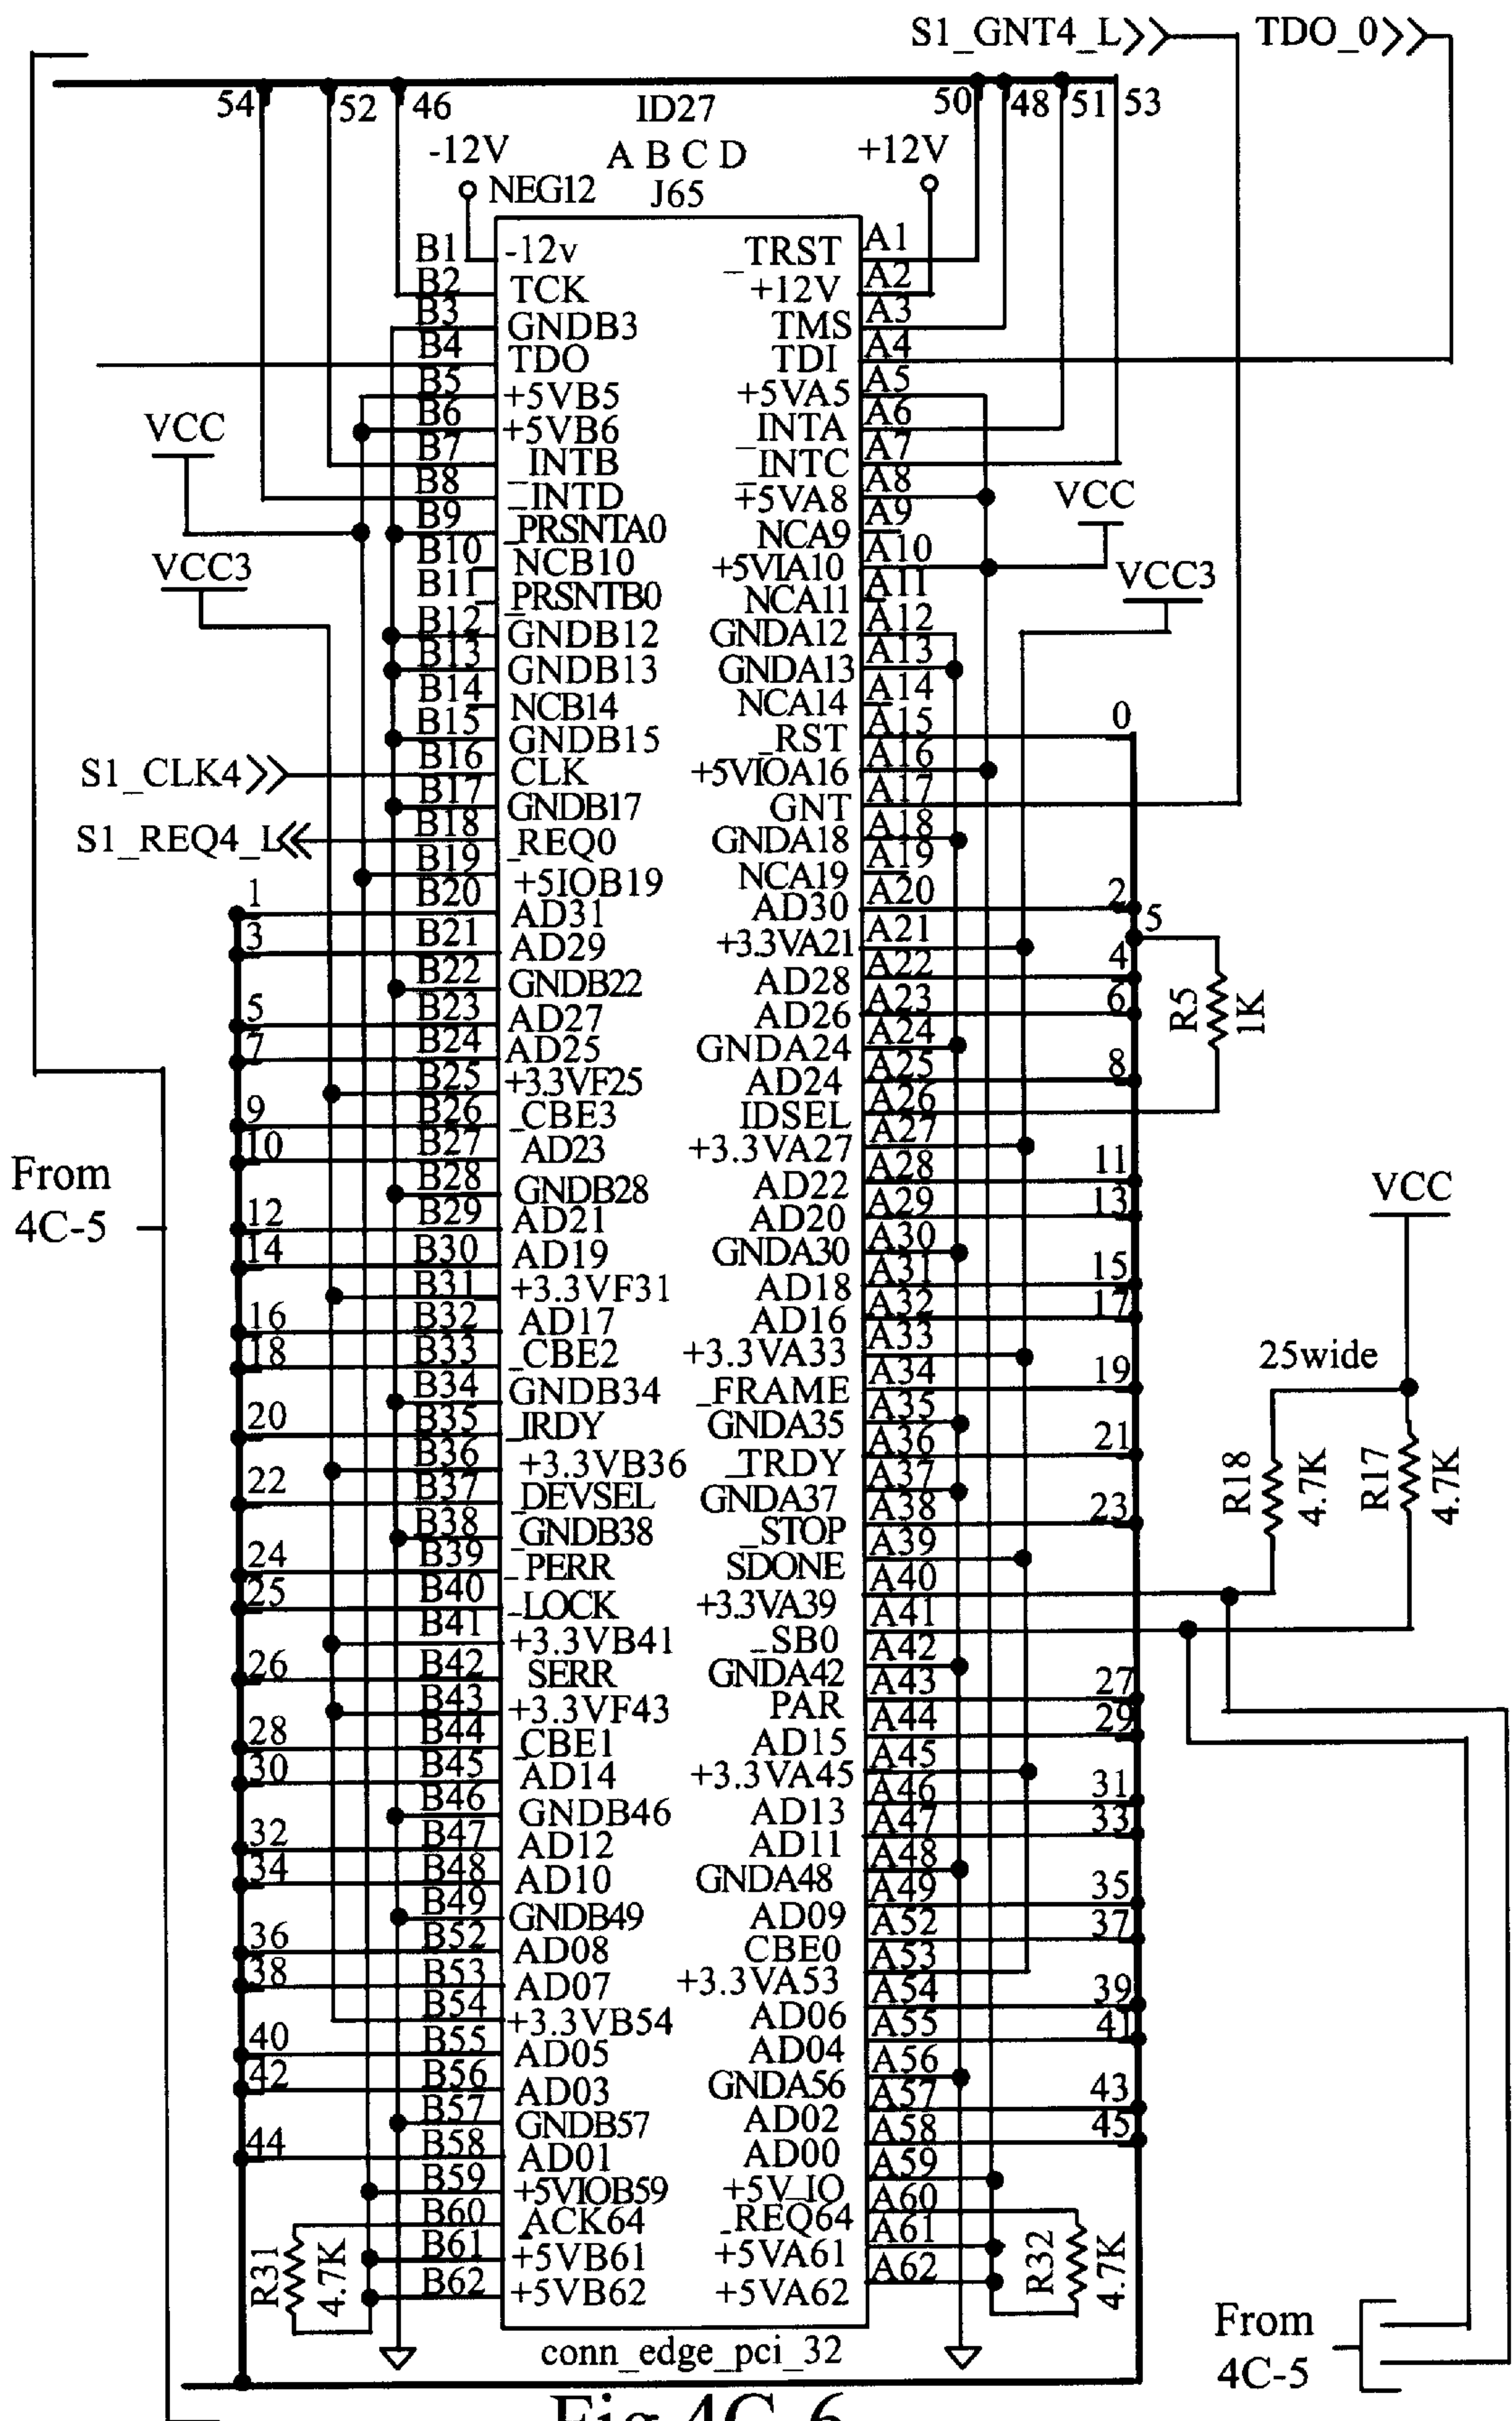 S1_GNT4_L TDO_0
54 52 46 ID27 50 48 51 53
-12V A B C D +12V
NEG12 J65
B1 -12v _TRST A1
B2 TCK +12V A2
B3 GNDB3 TMS A3
B4 TDO TDI A4
B5 +5VB5 +5VA5 A5
VCC B6 +5VB6 _INTA A6
B7 _INTB _INTC A7
B8 _INTD +5VA8 A8 VCC
B9 _PRSNTA0 NCA9 A9
VCC3 B10 NCB10 +5VIA10 A10 VCC3
B11 _PRSNTB0 NCA11 A11
B12 GNDB12 GNDA12 A12
B13 GNDB13 GNDA13 A13
B14 NCB14 NCA14 A14
B15 GNDB15 _RST A15 0
S1_CLK4 B16 CLK +5VIOA16 A16
B17 GNDB17 GNT A17
S1_REQ4_L B18 _REQ0 GNDA18 A18
B19 +5IOB19 NCA19 A19
1 B20 AD31 AD30 A20 2
3 B21 AD29 +3.3VA21 A21 5
B22 GNDB22 AD28 A22 4
5 B23 AD27 AD26 A23 6 R5 1K
7 B24 AD25 GNDA24 A24
B25 +3.3VF25 AD24 A25 8
9 B26 _CBE3 IDSEL A26
10 B27 AD23 +3.3VA27 A27
From 4C-5
B28 GNDB28 AD22 A28 11 VCC
12 B29 AD21 AD20 A29 13
14 B30 AD19 GNDA30 A30
B31 +3.3VF31 AD18 A31 15
16 B32 AD17 AD16 A32 17
18 B33 _CBE2 +3.3VA33 A33 25wide
B34 GNDB34 _FRAME A34 19
20 B35 _IRDY GNDA35 A35
B36 +3.3VB36 _TRDY A36 21 R18 4.7K R17 4.7K
22 B37 _DEVSEL GNDA37 A37
B38 _GNDB38 _STOP A38 23
24 B39 _PERR SDONE A39
25 B40 -LOCK +3.3VA39 A40
B41 +3.3VB41 _SB0 A41
26 B42 SERR GNDA42 A42
B43 +3.3VF43 PAR A43 27
28 B44 _CBE1 AD15 A44 29
30 B45 AD14 +3.3VA45 A45
B46 GNDB46 AD13 A46 31
32 B47 AD12 AD11 A47 33
34 B48 AD10 GNDA48 A48
B49 GNDB49 AD09 A49 35
36 B52 AD08 CBE0 A52 37
38 B53 AD07 +3.3VA53 A53
B54 +3.3VB54 AD06 A54 39
40 B55 AD05 AD04 A55 41
42 B56 AD03 GNDA56 A56
B57 GNDB57 AD02 A57 43
44 B58 AD01 AD00 A58 45
B59 +5VIOB59 +5V_IO A59
B60 _ACK64 _REQ64 A60
R31 4.7K B61 +5VB61 +5VA61 A61 R32 4.7K
B62 +5VB62 +5VA62 A62
conn_edge_pci_32
From 4C-5
Fig 4C-6